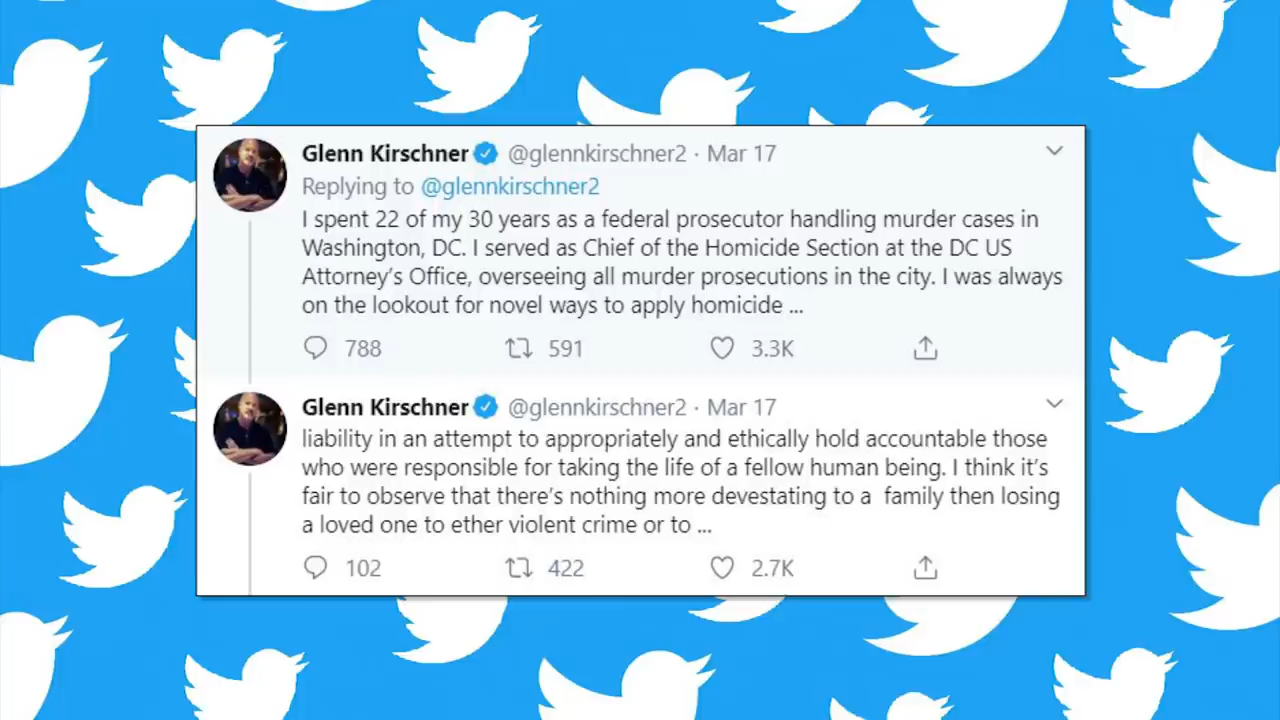 Glenn Kirschner @glennkirschner2 · Mar 17
Replying to @glennkirschner2
I spent 22 of my 30 years as a federal prosecutor handling murder cases in
Washington, DC. I served as Chief of the Homicide Section at the DC US
Attorney's Office, overseeing all murder prosecutions in the city. I was always
on the lookout for novel ways to apply homicide ...
788 591 3.3K
Glenn Kirschner @glennkirschner2 · Mar 17
liability in an attempt to appropriately and ethically hold accountable those
who were responsible for taking the life of a fellow human being. I think it's
fair to observe that there's nothing more devestating to a family then losing
a loved one to ether violent crime or to ...
102 422 2.7K